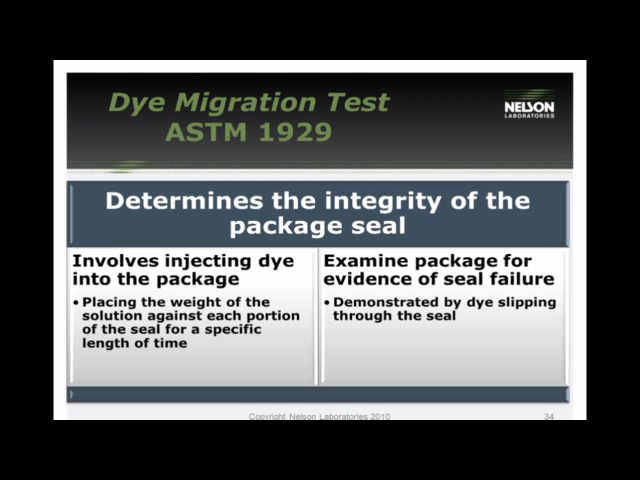 Dye Migration Test
ASTM 1929
NELSON
LABORATORIES
Determines the integrity of the
package seal
Involves injecting dye
into the package
• Placing the weight of the
solution against each portion
of the seal for a specific
length of time
Examine package for
evidence of seal failure
• Demonstrated by dye slipping
through the seal
Copyright Nelson Laboratories 2010
34